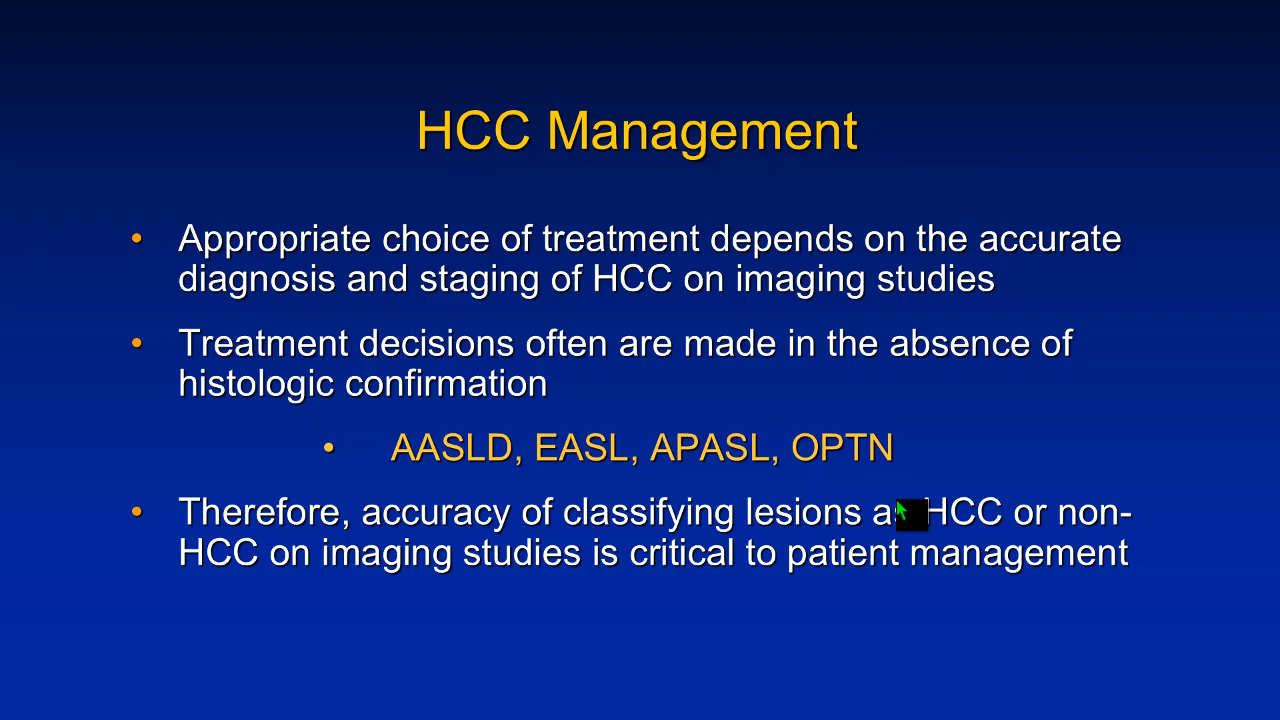 HCC Management
• Appropriate choice of treatment depends on the accurate
diagnosis and staging of HCC on imaging studies
• Treatment decisions often are made in the absence of
histologic confirmation
• AASLD, EASL, APASL, OPTN
• Therefore, accuracy of classifying lesions as HCC or non-
HCC on imaging studies is critical to patient management